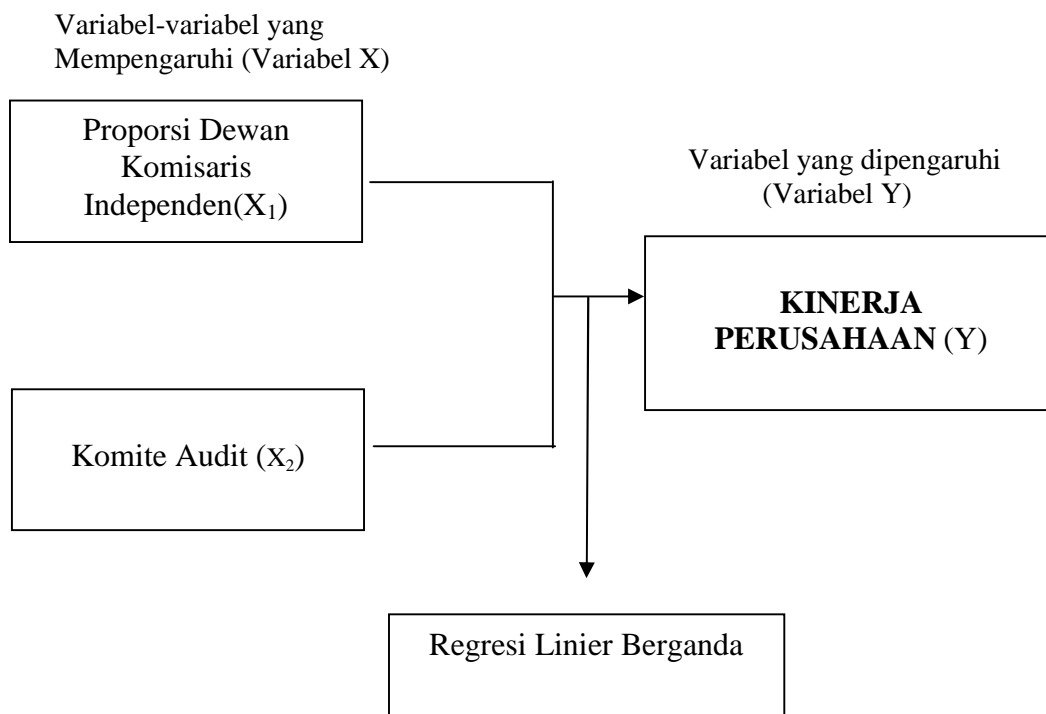 Variabel-variabel yang
Mempengaruhi (Variabel X)
Proporsi Dewan
Komisaris
Independen(X₁)
Variabel yang dipengaruhi
(Variabel Y)
KINERJA
PERUSAHAAN (Y)
Komite Audit (X₂)
Regresi Linier Berganda